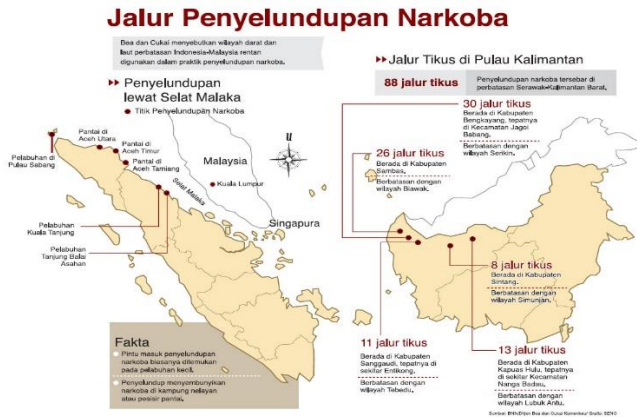 Jalur Penyelundupan Narkoba
Bea dan Cukai menyebutkan wilayah darat dan
laut perbatasan Indonesia-Malaysia rentan
digunakan dalam praktik penyelundupan narkoba.
Penyelundupan
lewat Selat Malaka
Titik Penyelundupan Narkoba
Pantai di
Aceh Utara
Pantai di
Aceh Timur
Pantai di
Aceh Tamiang
Pelabuhan di
Pulau Sabang
Malaysia
Kuala Lumpur
Selat Malaka
Singapura
U
Pelabuhan
Kuala Tanjung
Pelabuhan
Tanjung Balai
Asahan
Fakta
Pintu masuk penyelundupan
narkoba biasanya ditemukan
pada pelabuhan kecil.
Penyelundup menyembunyikan
narkoba di kampung nelayan
atau pesisir pantai.
Jalur Tikus di Pulau Kalimantan
88 jalur tikus
Penyelundupan narkoba tersebar di
perbatasan Serawak-Kalimantan Barat.
30 jalur tikus
Berada di Kabupaten
Bengkayang, tepatnya
di Kecamatan Jagoi
Babang.
Berbatasan dengan
wilayah Serikin.
26 jalur tikus
Berada di Kabupaten
Sambas.
Berbatasan dengan
wilayah Biawak.
8 jalur tikus
Berada di Kabupaten
Sintang.
Berbatasan dengan
wilayah Simunjan.
11 jalur tikus
Berada di Kabupaten
Sanggaudi, tepatnya di
sekitar Entikong.
Berbatasan dengan
wilayah Tebedu.
13 jalur tikus
Berada di Kabupaten
Kapuas Hulu, tepatnya
di sekitar Kecamatan
Nanga Badau.
Berbatasan dengan
wilayah Lubuk Antu.